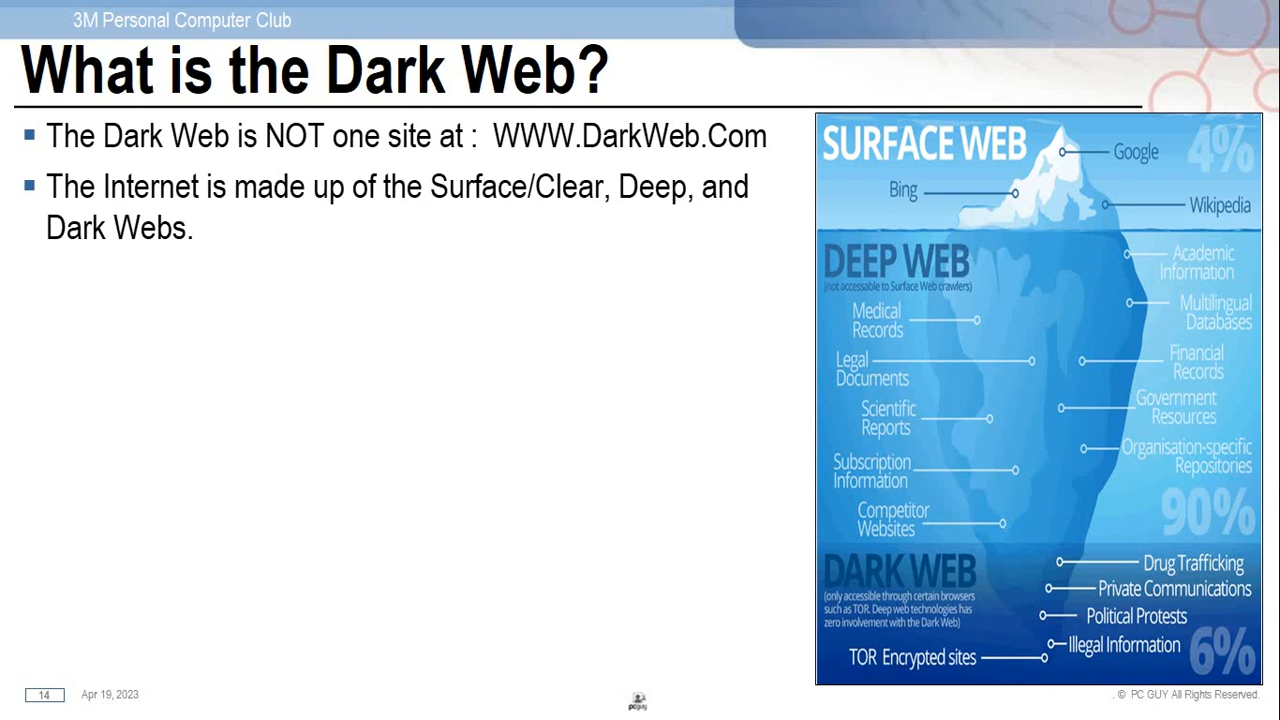 3M Personal Computer Club
What is the Dark Web?
The Dark Web is NOT one site at : WWW.DarkWeb.Com
The Internet is made up of the Surface/Clear, Deep, and
Dark Webs.
SURFACE WEB
4%
Google
Bing
Wikipedia
DEEP WEB
(not accessable to Surface Web crawlers)
Academic
Information
Medical
Records
Multilingual
Databases
Legal
Documents
Financial
Records
Scientific
Reports
Government
Resources
Subscription
Information
Organisation-specific
Repositories
Competitor
Websites
90%
DARK WEB
(only accessible through certain browsers
such as TOR. Deep web technologies has
zero involvement with the Dark Web)
Drug Trafficking
Private Communications
Political Protests
Illegal Information
TOR Encrypted sites
6%
14
Apr 19, 2023
pcguy
. © PC GUY All Rights Reserved.